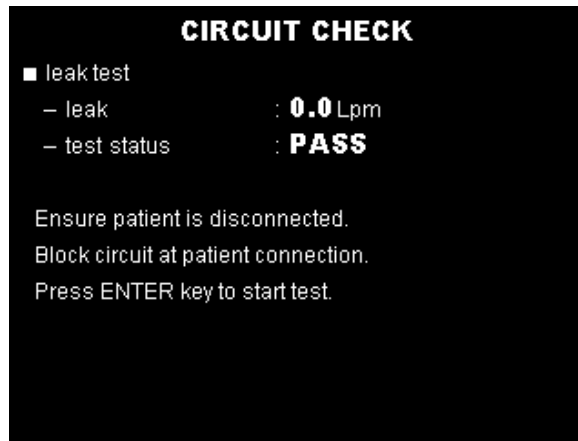 CIRCUIT CHECK
■ leak test
– leak : 0.0 Lpm
– test status : PASS
Ensure patient is disconnected.
Block circuit at patient connection.
Press ENTER key to start test.